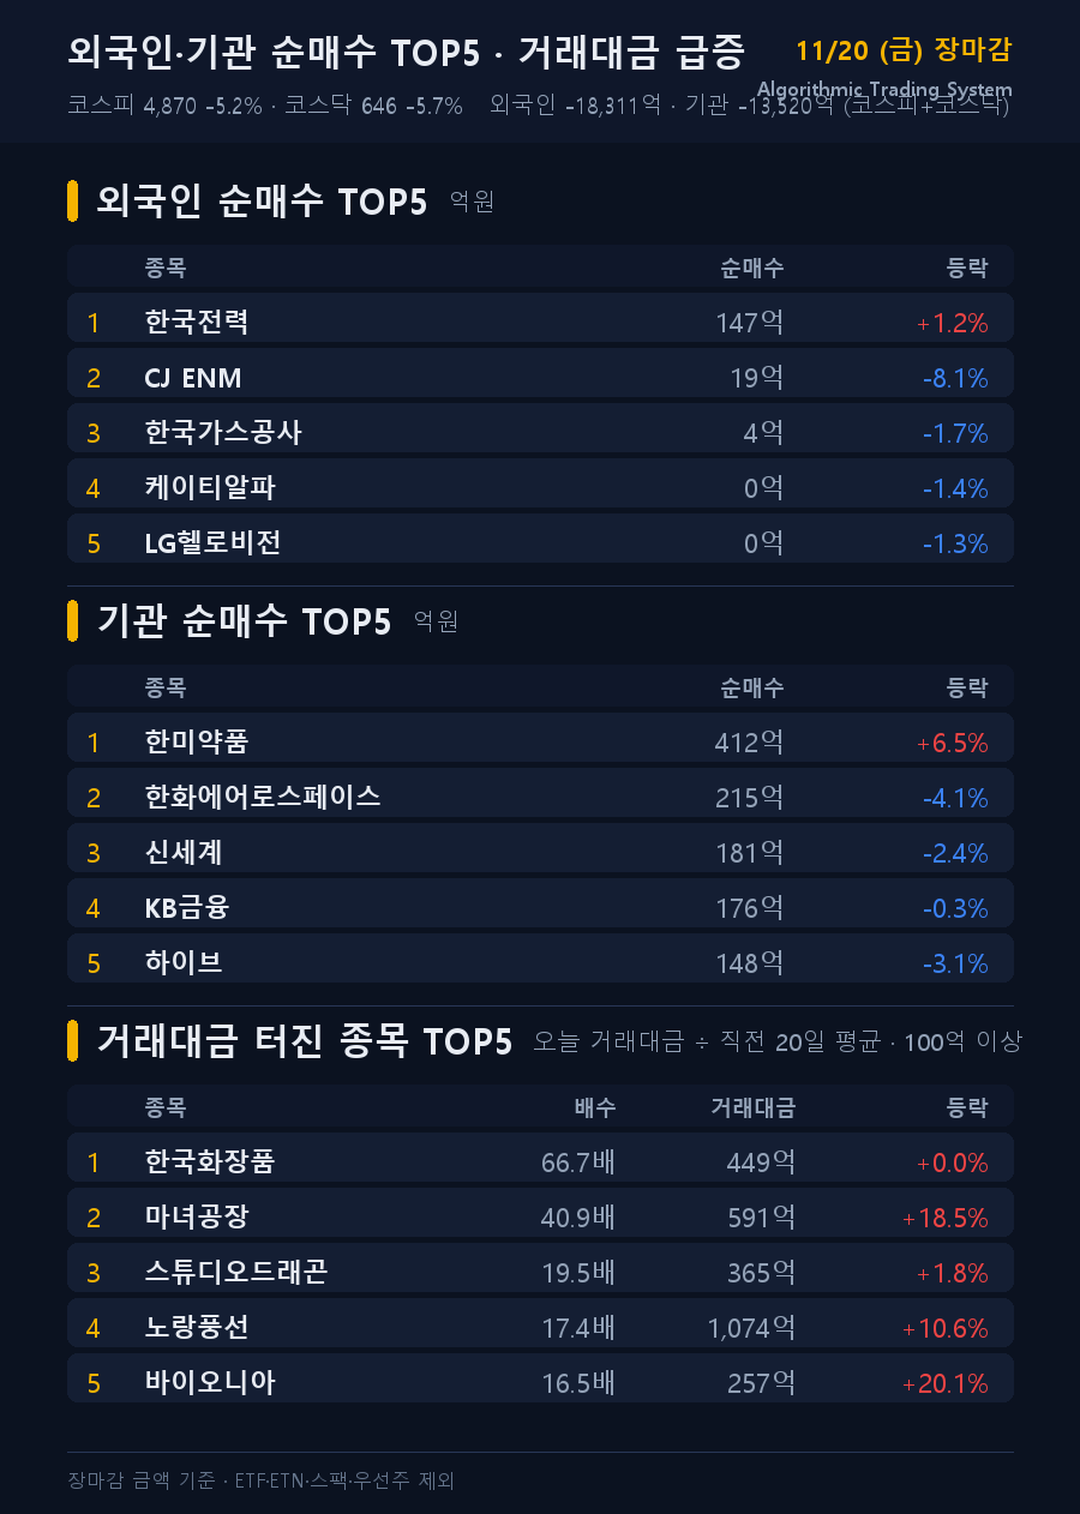 외국인·기관 순매수 TOP5 · 거래대금 급증 11/20 (금) 장마감
Algorithmic Trading System
코스피 4,870 -5.2% · 코스닥 646 -5.7% 외국인 -18,311억 · 기관 -13,520억 (코스피+코스닥)
외국인 순매수 TOP5 억원
종목 순매수 등락
1 한국전력 147억 +1.2%
2 CJ ENM 19억 -8.1%
3 한국가스공사 4억 -1.7%
4 케이티알파 0억 -1.4%
5 LG헬로비전 0억 -1.3%
기관 순매수 TOP5 억원
종목 순매수 등락
1 한미약품 412억 +6.5%
2 한화에어로스페이스 215억 -4.1%
3 신세계 181억 -2.4%
4 KB금융 176억 -0.3%
5 하이브 148억 -3.1%
거래대금 터진 종목 TOP5 오늘 거래대금 ÷ 직전 20일 평균 · 100억 이상
종목 배수 거래대금 등락
1 한국화장품 66.7배 449억 +0.0%
2 마녀공장 40.9배 591억 +18.5%
3 스튜디오드래곤 19.5배 365억 +1.8%
4 노랑풍선 17.4배 1,074억 +10.6%
5 바이오니아 16.5배 257억 +20.1%
장마감 금액 기준 · ETF·ETN·스팩·우선주 제외